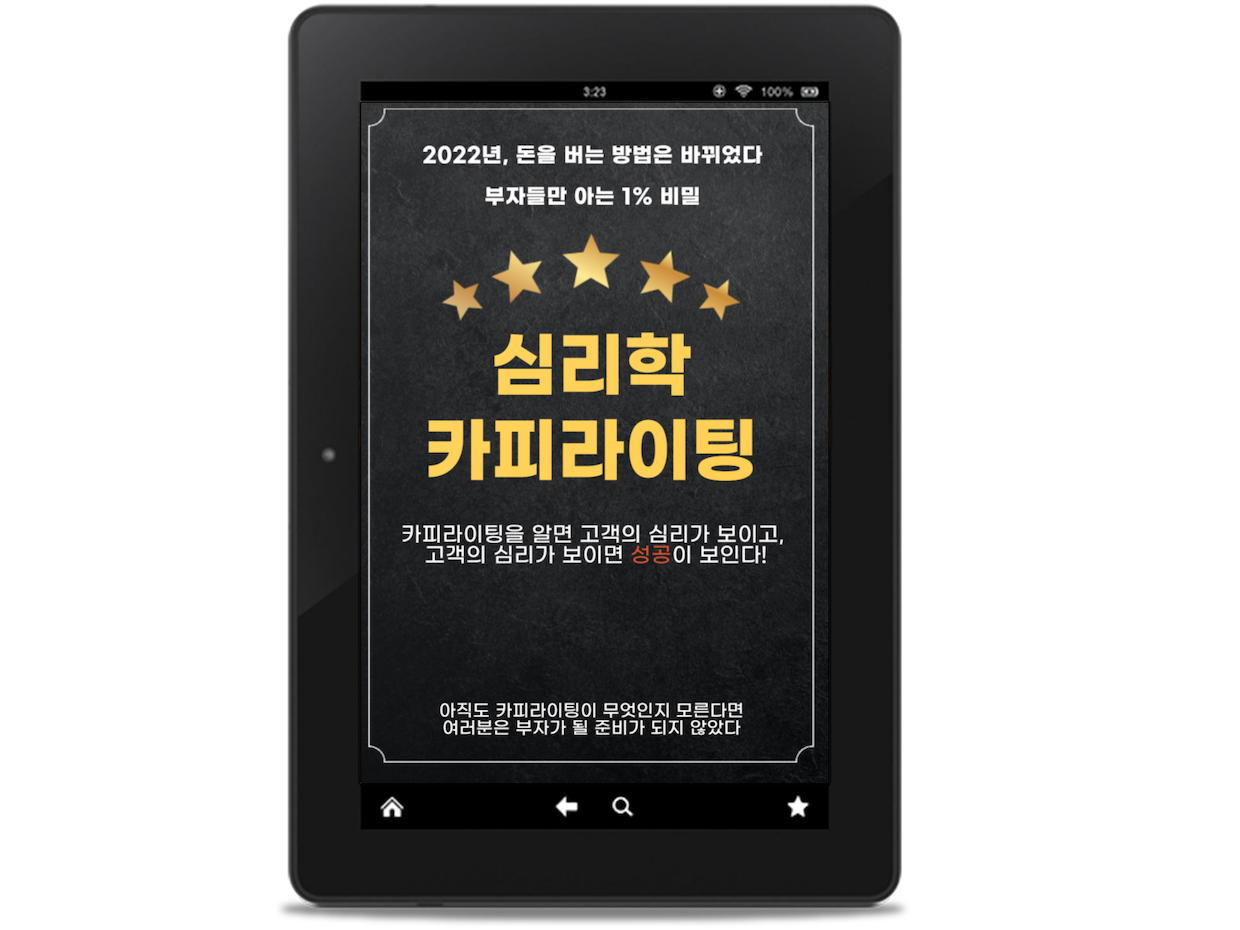 3:23
100%
2022년, 돈을 버는 방법은 바뀌었다
부자들만 아는 1% 비밀
심리학
카피라이팅
카피라이팅을 알면 고객의 심리가 보이고,
고객의 심리가 보이면 성공이 보인다!
아직도 카피라이팅이 무엇인지 모른다면
여러분은 부자가 될 준비가 되지 않았다